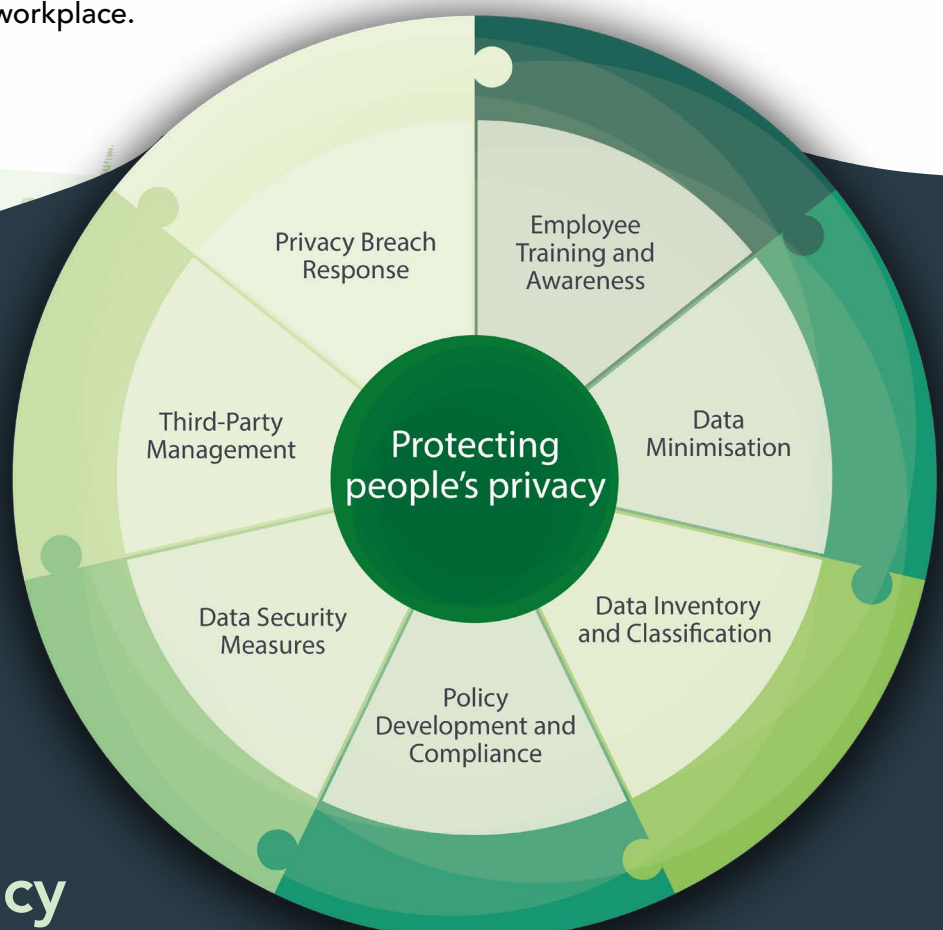 workplace.
Privacy Breach
Response
Employee
Training and
Awareness
Third-Party
Management
Protecting
people’s privacy
Data
Minimisation
Data Security
Measures
Data Inventory
and Classification
Policy
Development and
Compliance
cy